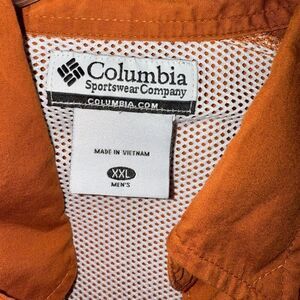 Columbia
Sportswear Company
COLUMBIA.COM
MADE IN VIETNAM
XXL
MEN'S